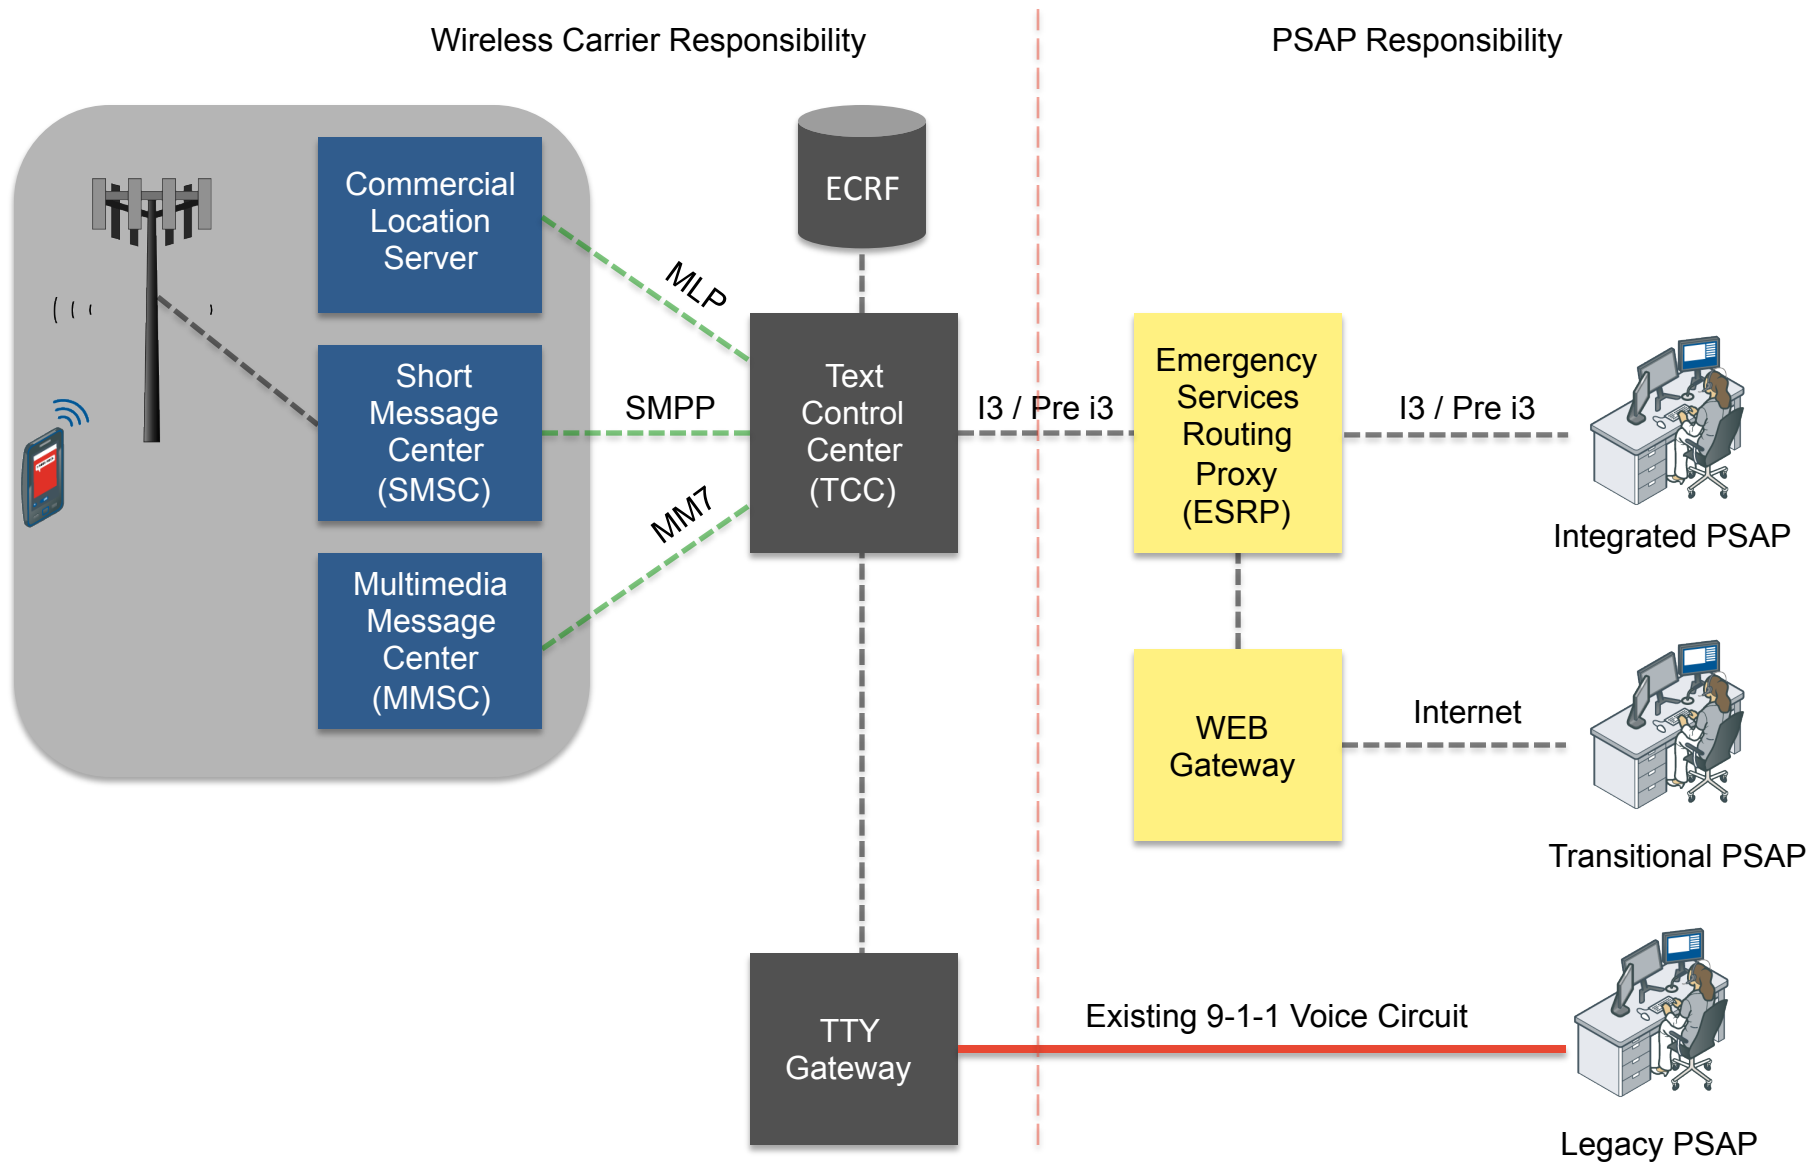 Wireless Carrier Responsibility
PSAP Responsibility
Commercial
Location
Server
ECRF
MLP
Short
Message
Center
(SMSC)
SMPP
Text
Control
Center
(TCC)
I3 / Pre i3
Emergency
Services
Routing
Proxy
(ESRP)
I3 / Pre i3
Integrated PSAP
MM7
Multimedia
Message
Center
(MMSC)
WEB
Gateway
Internet
Transitional PSAP
TTY
Gateway
Existing 9-1-1 Voice Circuit
Legacy PSAP